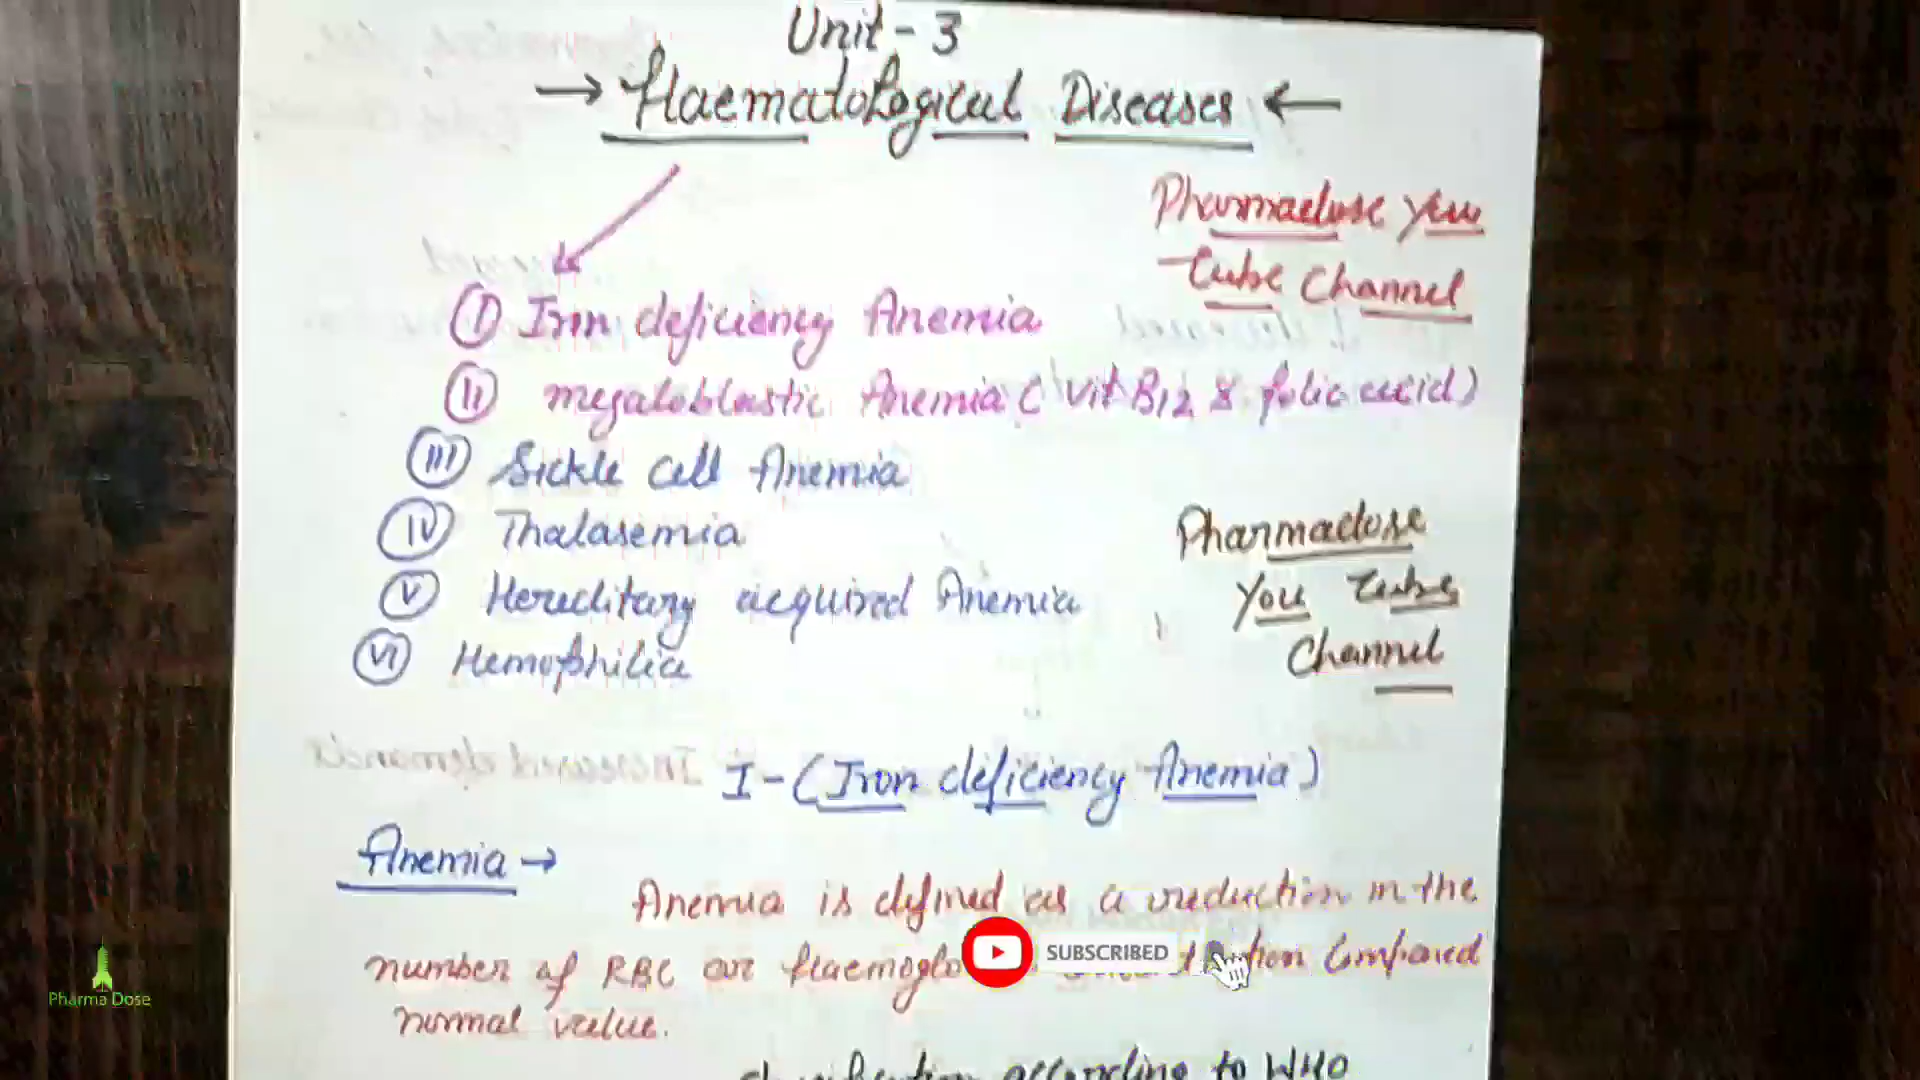 Unit - 3
→ Haematological Diseases ←
Pharmadose You
Tube Channel
I Iron deficiency Anemia
II megaloblastic Anemia ( vit B12 & folic acid )
III Sickle cell Anemia
IV Thalasemia
V Hereditary acquired Anemia
VI Hemophilia
Pharmadose
You Tube
Channel
I - ( Iron deficiency Anemia )
Anemia →
Anemia is defined as a reduction in the
number of RBC or Haemoglo compared
normal value.
SUBSCRIBED
according to WHO
Pharma Dose